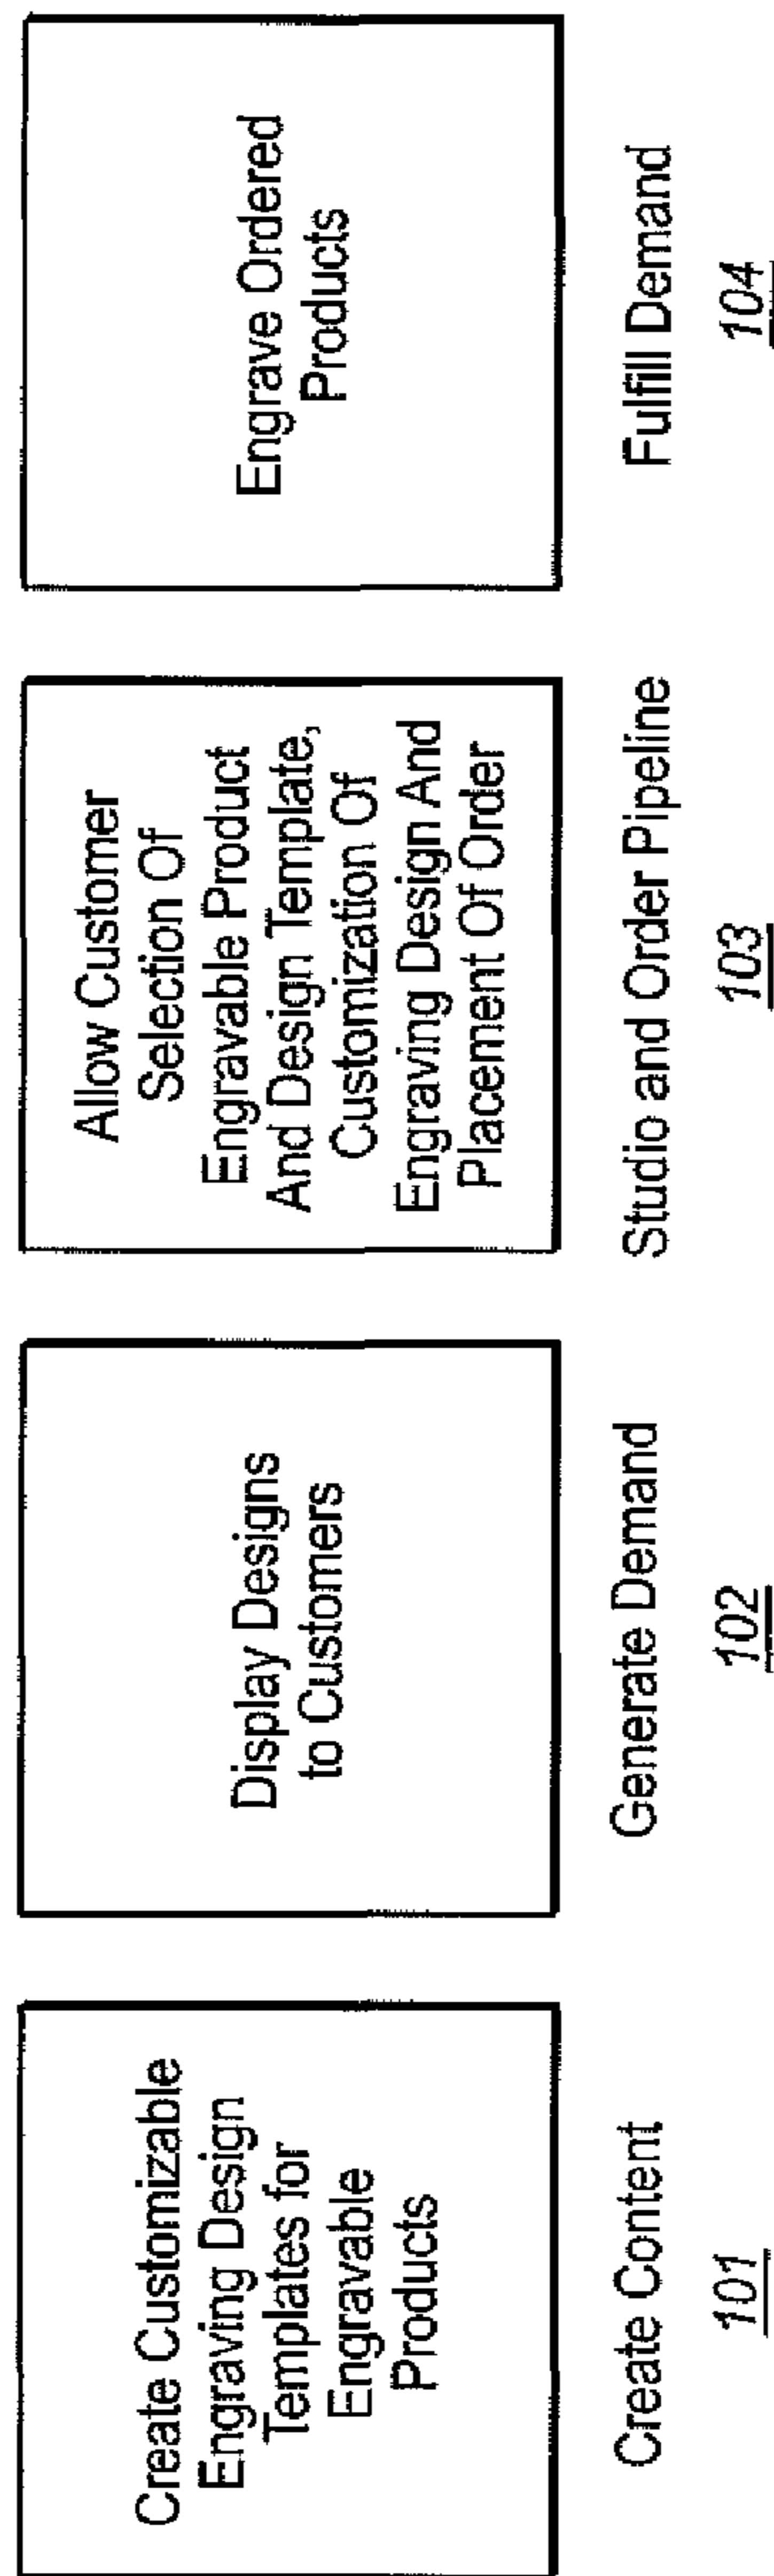 Create Customizable
Engraving Design
Templates for
Engravable
Products
Create Content
101
Display Designs
to Customers
Generate Demand
102
Allow Customer
Selection Of
Engravable Product
And Design Template,
Customization Of
Engraving Design And
Placement Of Order
Studio and Order Pipeline
103
Engrave Ordered
Products
Fulfill Demand
104